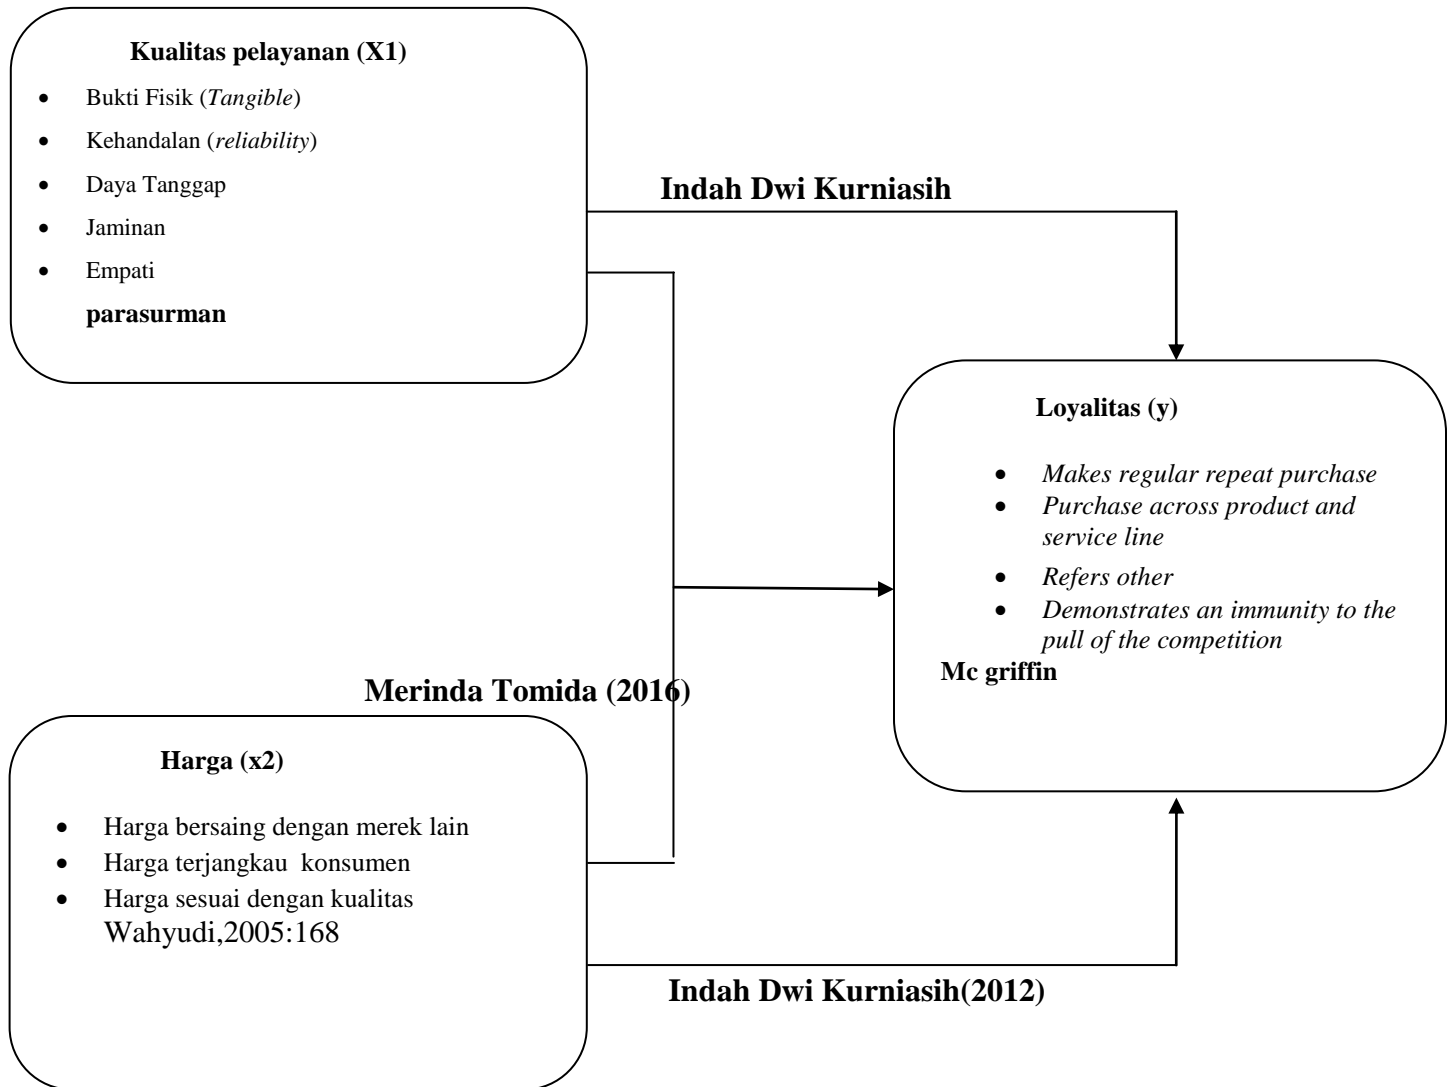 Kualitas pelayanan (X1)
• Bukti Fisik (Tangible)
• Kehandalan (reliability)
• Daya Tanggap
• Jaminan
• Empati
parasurman
Indah Dwi Kurniasih
Loyalitas (y)
• Makes regular repeat purchase
• Purchase across product and
service line
• Refers other
• Demonstrates an immunity to the
pull of the competition
Mc griffin
Merinda Tomida (2016)
Harga (x2)
• Harga bersaing dengan merek lain
• Harga terjangkau konsumen
• Harga sesuai dengan kualitas
Wahyudi,2005:168
Indah Dwi Kurniasih(2012)